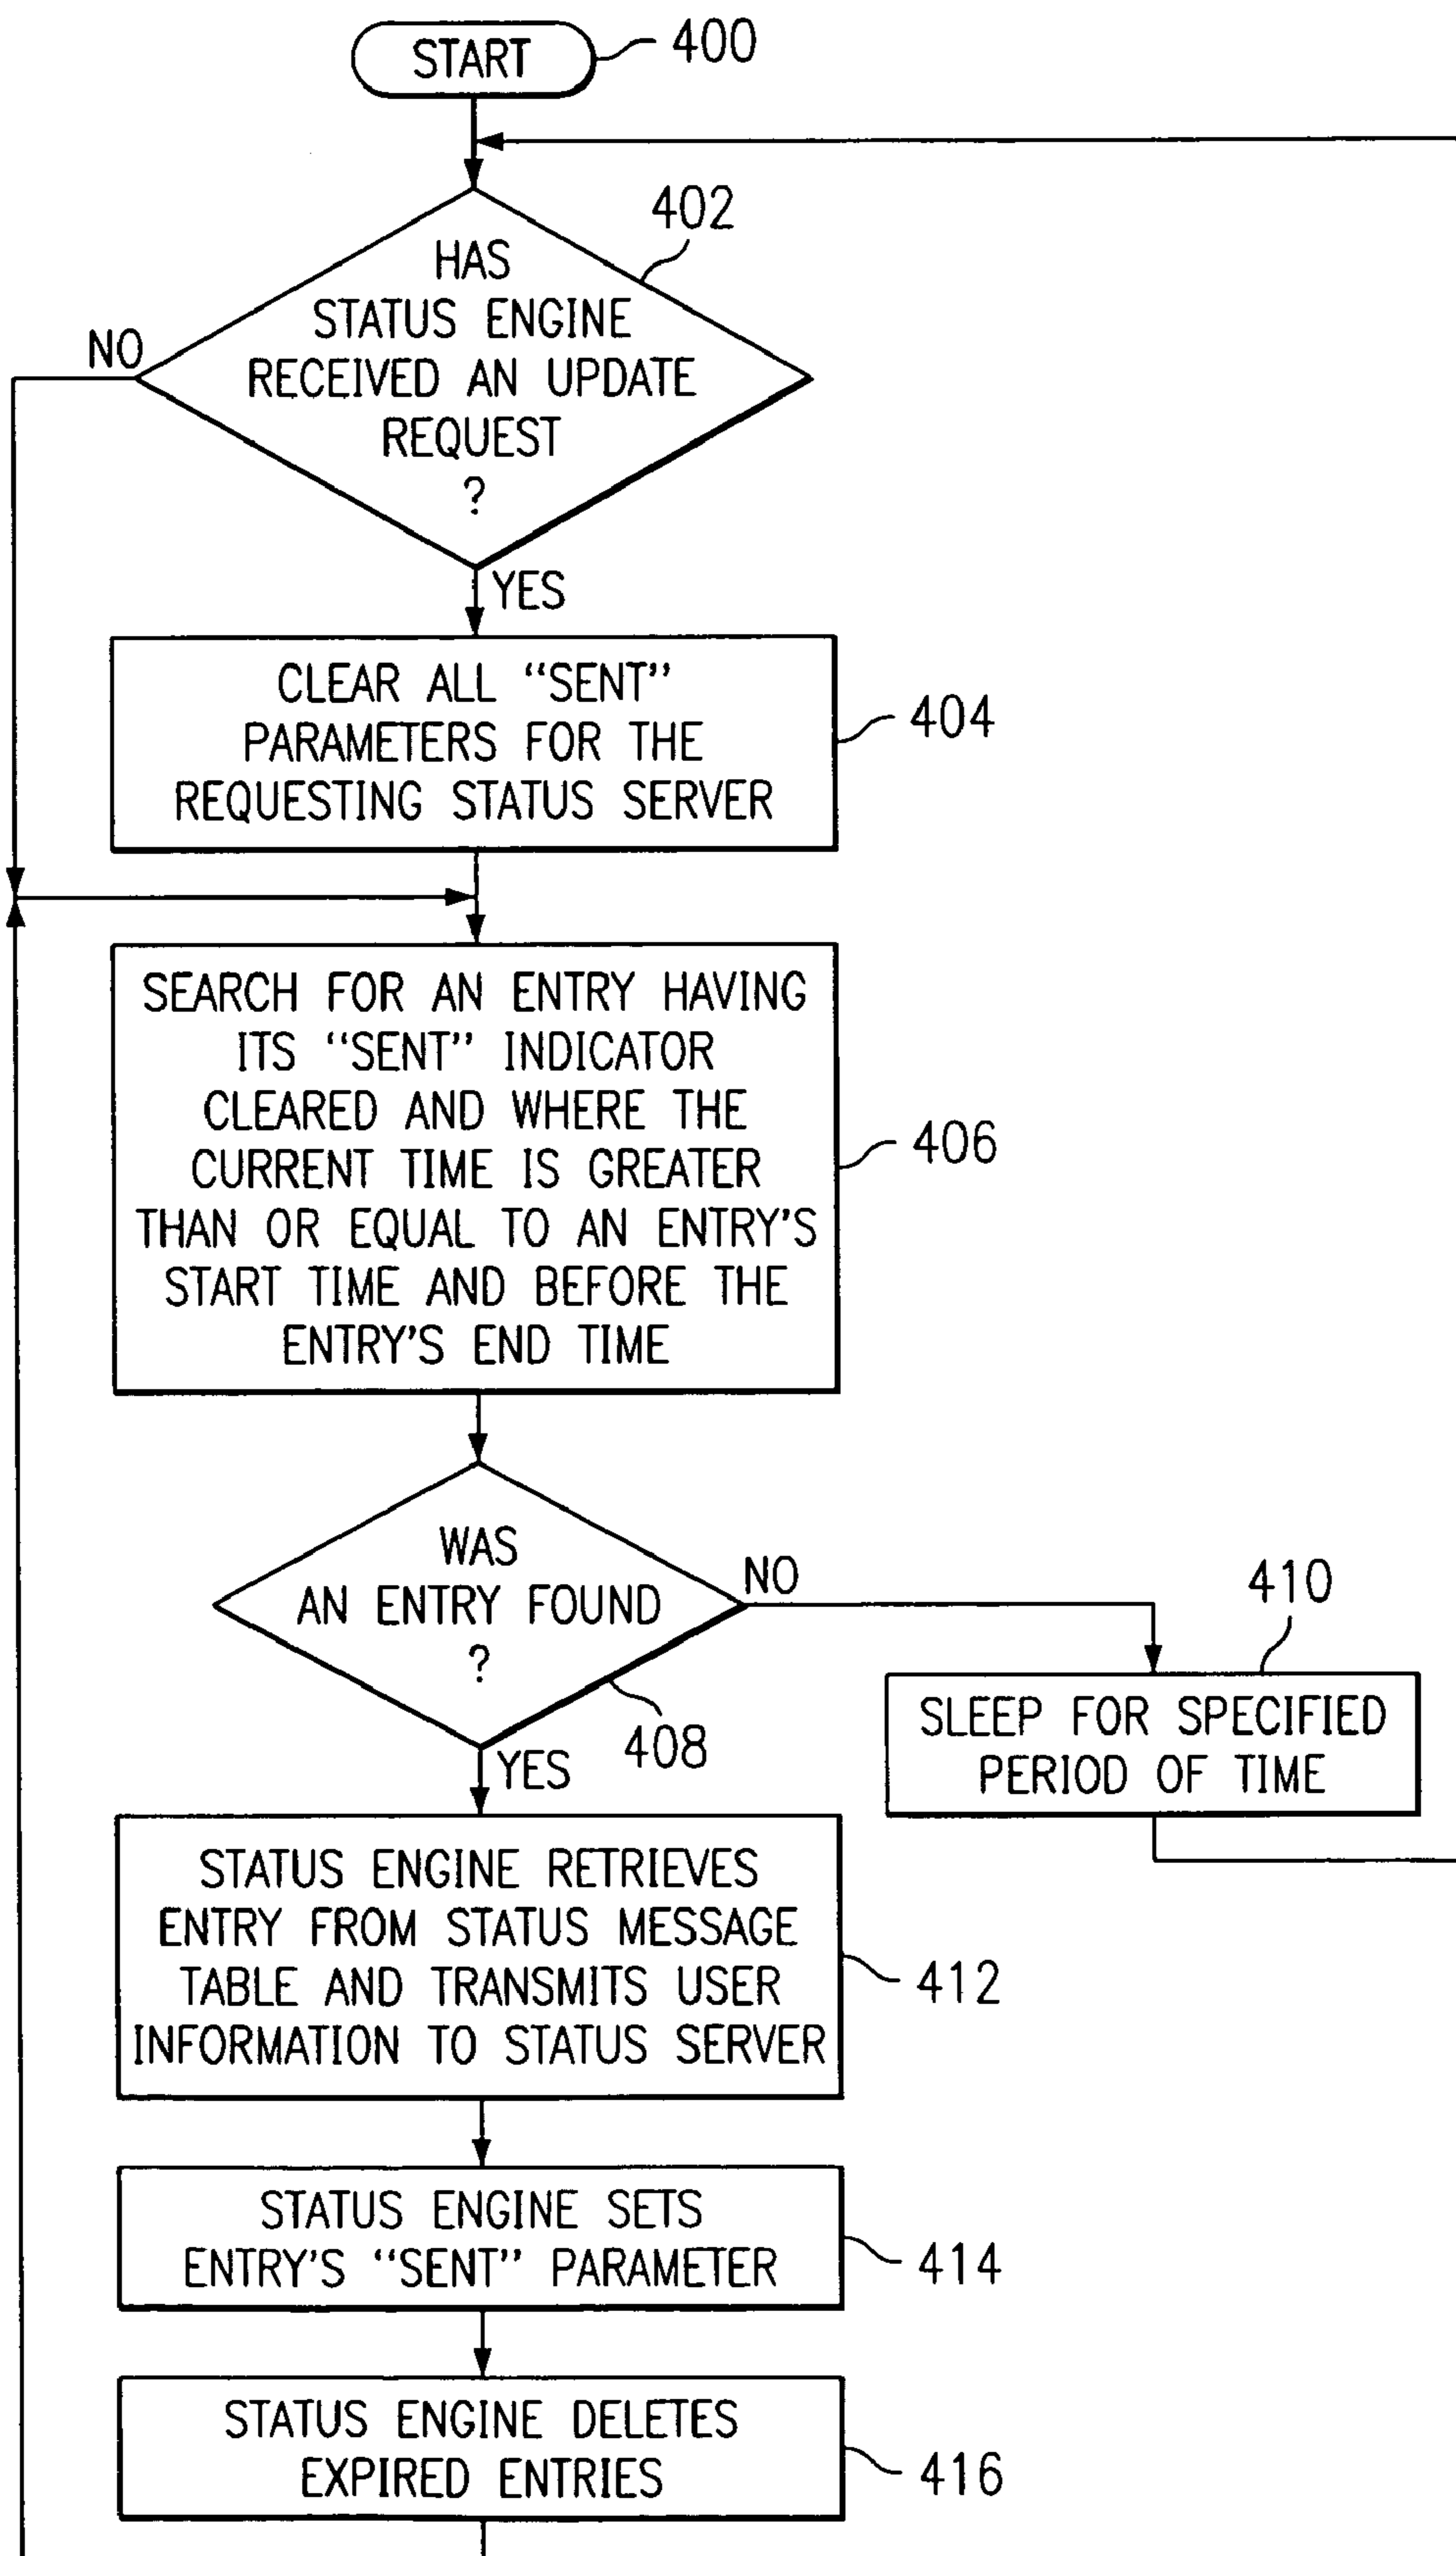 START
400
402
HAS
STATUS ENGINE
RECEIVED AN UPDATE
REQUEST
?
NO
YES
CLEAR ALL “SENT”
PARAMETERS FOR THE
REQUESTING STATUS SERVER
404
SEARCH FOR AN ENTRY HAVING
ITS “SENT” INDICATOR
CLEARED AND WHERE THE
CURRENT TIME IS GREATER
THAN OR EQUAL TO AN ENTRY'S
START TIME AND BEFORE THE
ENTRY'S END TIME
406
WAS
AN ENTRY FOUND
?
NO
408
YES
410
SLEEP FOR SPECIFIED
PERIOD OF TIME
STATUS ENGINE RETRIEVES
ENTRY FROM STATUS MESSAGE
TABLE AND TRANSMITS USER
INFORMATION TO STATUS SERVER
412
STATUS ENGINE SETS
ENTRY'S “SENT” PARAMETER
414
STATUS ENGINE DELETES
EXPIRED ENTRIES
416